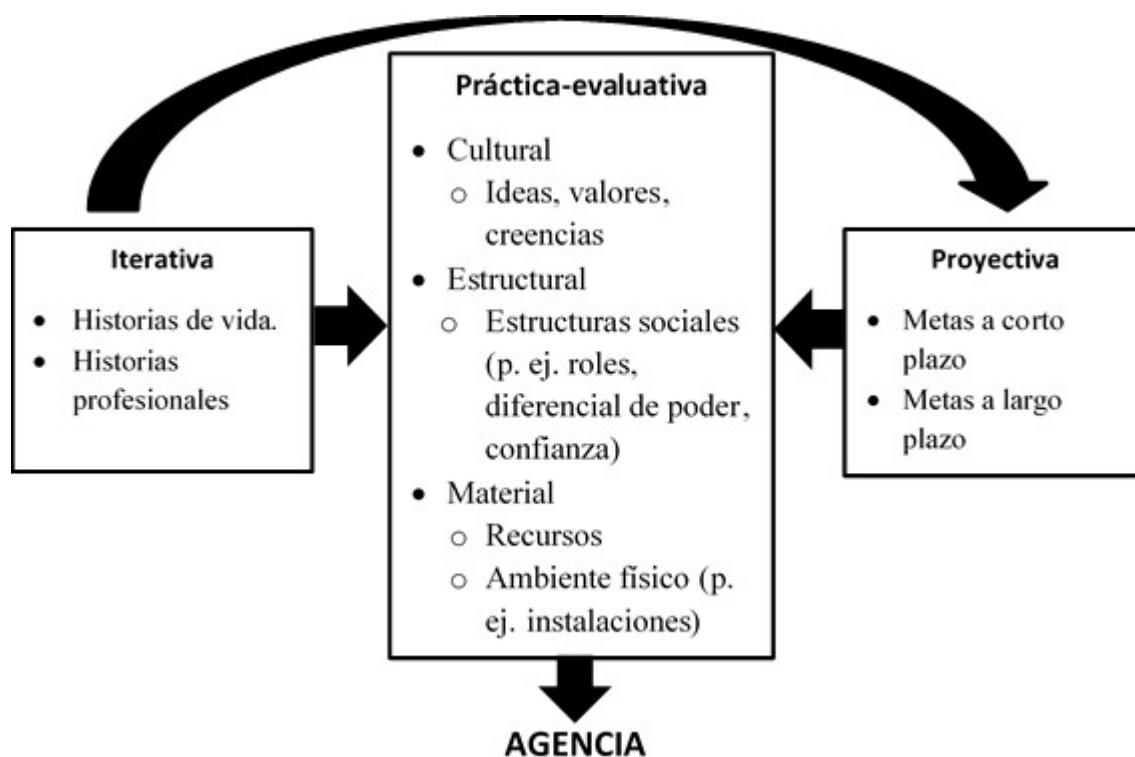 Práctica-evaluativa
• Cultural
o Ideas, valores,
creencias
• Estructural
o Estructuras sociales
(p. ej. roles,
diferencial de poder,
confianza)
• Material
o Recursos
o Ambiente físico (p.
ej. instalaciones)
Iterativa
• Historias de vida.
• Historias
profesionales
Proyectiva
• Metas a corto
plazo
• Metas a largo
plazo
AGENCIA